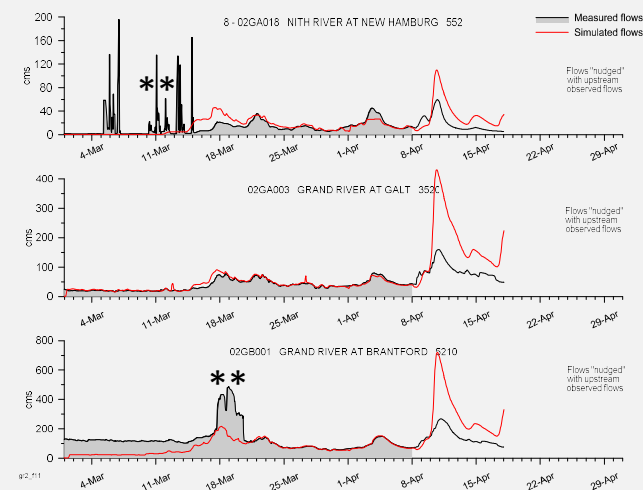 8 - 02GA018 NITH RIVER AT NEW HAMBURG 552
Measured flows
Simulated flows
Flows "nudged"
with upstream
observed flows
200
160
120
80
40
0
cms
**
4-Mar 11-Mar 18-Mar 25-Mar 1-Apr 8-Apr 15-Apr 22-Apr 29-Apr
02GA003 GRAND RIVER AT GALT 3520
Flows "nudged"
with upstream
observed flows
400
300
200
100
0
cms
4-Mar 11-Mar 18-Mar 25-Mar 1-Apr 8-Apr 15-Apr 22-Apr 29-Apr
02GB001 GRAND RIVER AT BRANTFORD 5210
Flows "nudged"
with upstream
observed flows
800
600
400
200
0
cms
**
4-Mar 11-Mar 18-Mar 25-Mar 1-Apr 8-Apr 15-Apr 22-Apr 29-Apr
gr2_f11